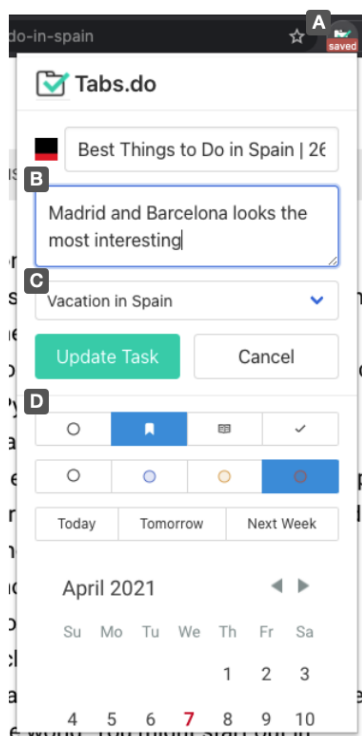 A
do-in-spain
saved
Tabs.do
Best Things to Do in Spain | 26
B
Madrid and Barcelona looks the
most interesting
C
Vacation in Spain
Update Task Cancel
D
Today Tomorrow Next Week
April 2021
Su Mo Tu We Th Fr Sa
1 2 3
4 5 6 7 8 9 10